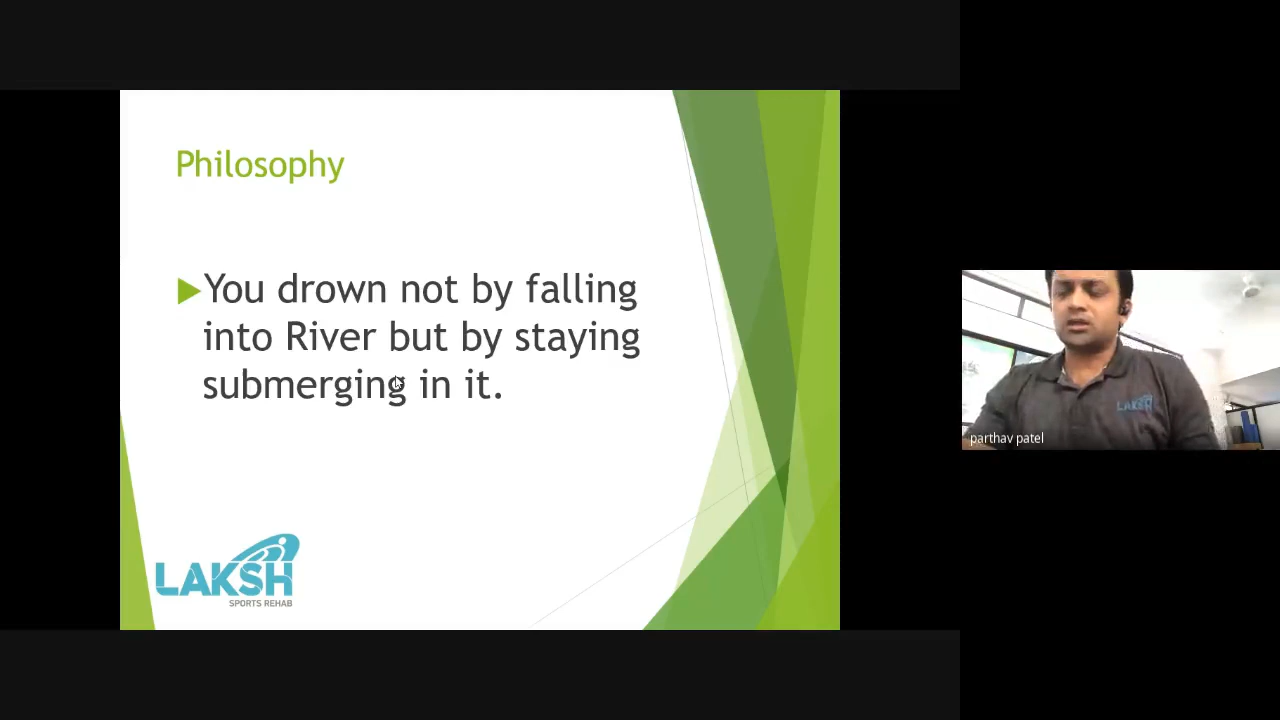 Philosophy
You drown not by falling
into River but by staying
submerging in it.
LAKSH
SPORTS REHAB
LAKSH
parthav patel